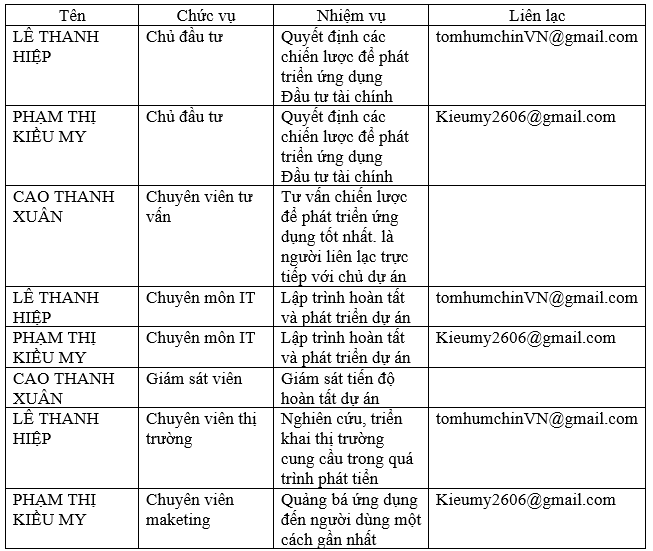 Tên Chức vụ Nhiệm vụ Liên lạc
LÊ THANH Chủ đầu tư Quyết định các tomhumchinVN@gmail.com
HIỆP chiến lược để phát
triển ứng dụng
Đầu tư tài chính
PHẠM THỊ Chủ đầu tư Quyết định các Kieumy2606@gmail.com
KIỀU MY chiến lược để phát
triển ứng dụng
Đầu tư tài chính
CAO THANH Chuyên viên tư Tư vấn chiến lược
XUÂN vấn để phát triển ứng
dụng tốt nhất. là
người liên lạc trực
tiếp với chủ dự án
LÊ THANH Chuyên môn IT Lập trình hoàn tất tomhumchinVN@gmail.com
HIỆP và phát triển dự án
PHẠM THỊ Chuyên môn IT Lập trình hoàn tất Kieumy2606@gmail.com
KIỀU MY và phát triển dự án
CAO THANH Giám sát viên Giám sát tiến độ
XUÂN hoàn tất dự án
LÊ THANH Chuyên viên thị Nghiên cứu, triển tomhumchinVN@gmail.com
HIỆP trường khai thị trường
cung cầu trong quá
trình phát tiển
PHẠM THỊ Chuyên viên Quảng bá ứng dụng Kieumy2606@gmail.com
KIỀU MY maketing đến người dùng một
cách gần nhất